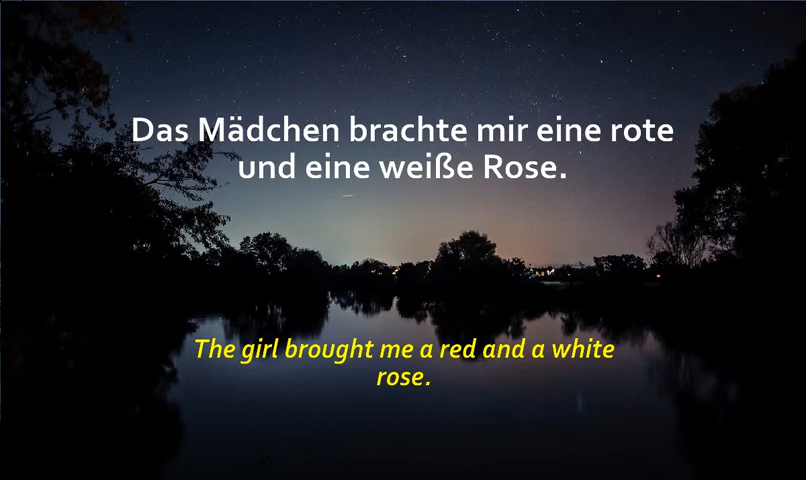 Das Mädchen brachte mir eine rote
und eine weiße Rose.
The girl brought me a red and a white
rose.